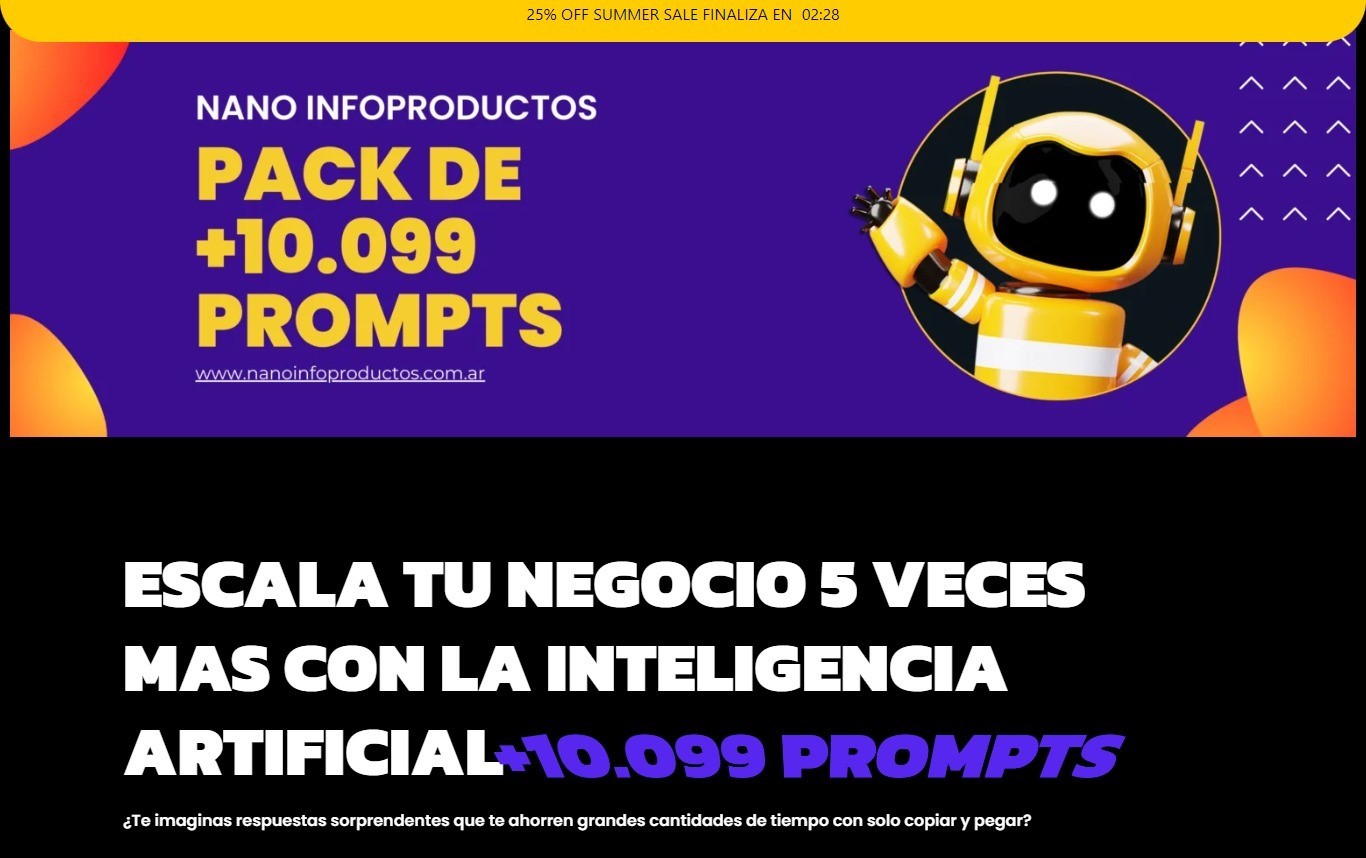 25% OFF SUMMER SALE FINALIZA EN 02:28
NANO INFOPRODUCTOS
PACK DE
+10.099
PROMPTS
www.nanoinfoproductos.com.ar
ESCALA TU NEGOCIO 5 VECES
MAS CON LA INTELIGENCIA
ARTIFICIAL+10.099 PROMPTS
¿Te imaginas respuestas sorprendentes que te ahorren grandes cantidades de tiempo con solo copiar y pegar?